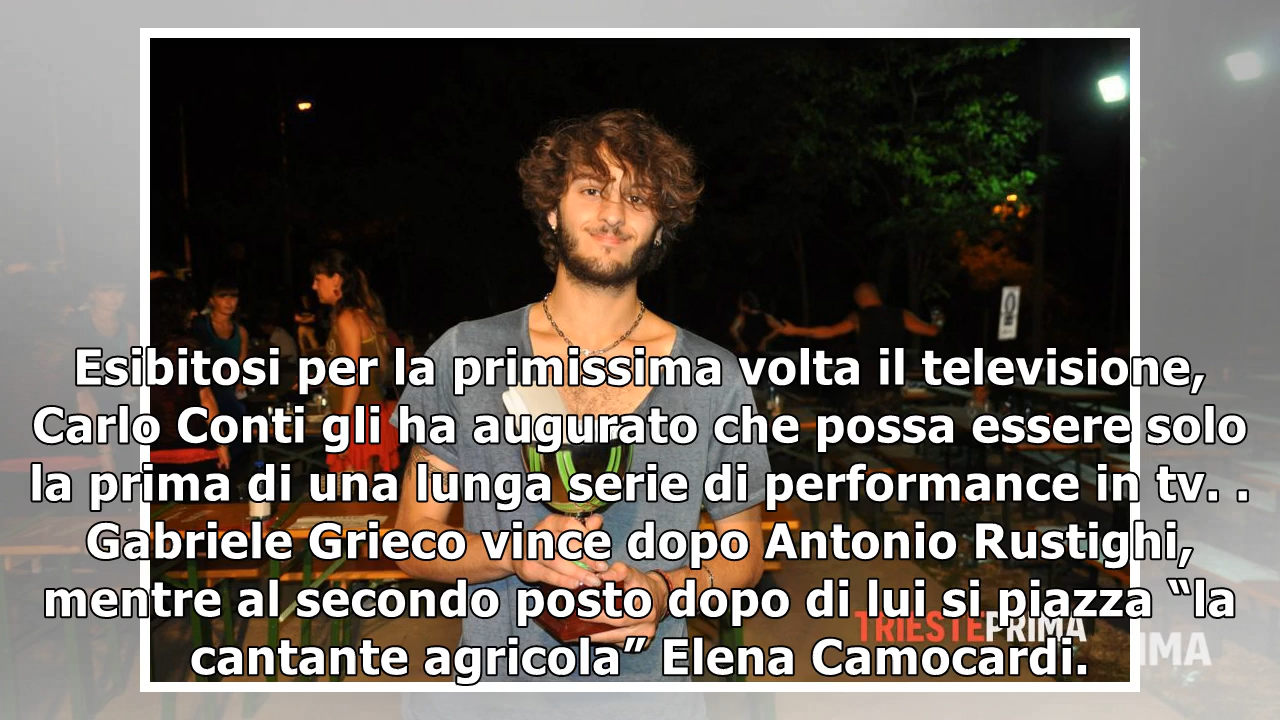 Esibitosi per la primissima volta il televisione,
Carlo Conti gli ha augurato che possa essere solo
la prima di una lunga serie di performance in tv. .
Gabriele Grieco vince dopo Antonio Rustighi,
mentre al secondo posto dopo di lui si piazza “la
cantante agricola” Elena Camocardi.
TRIESTEPRIMA
IMA